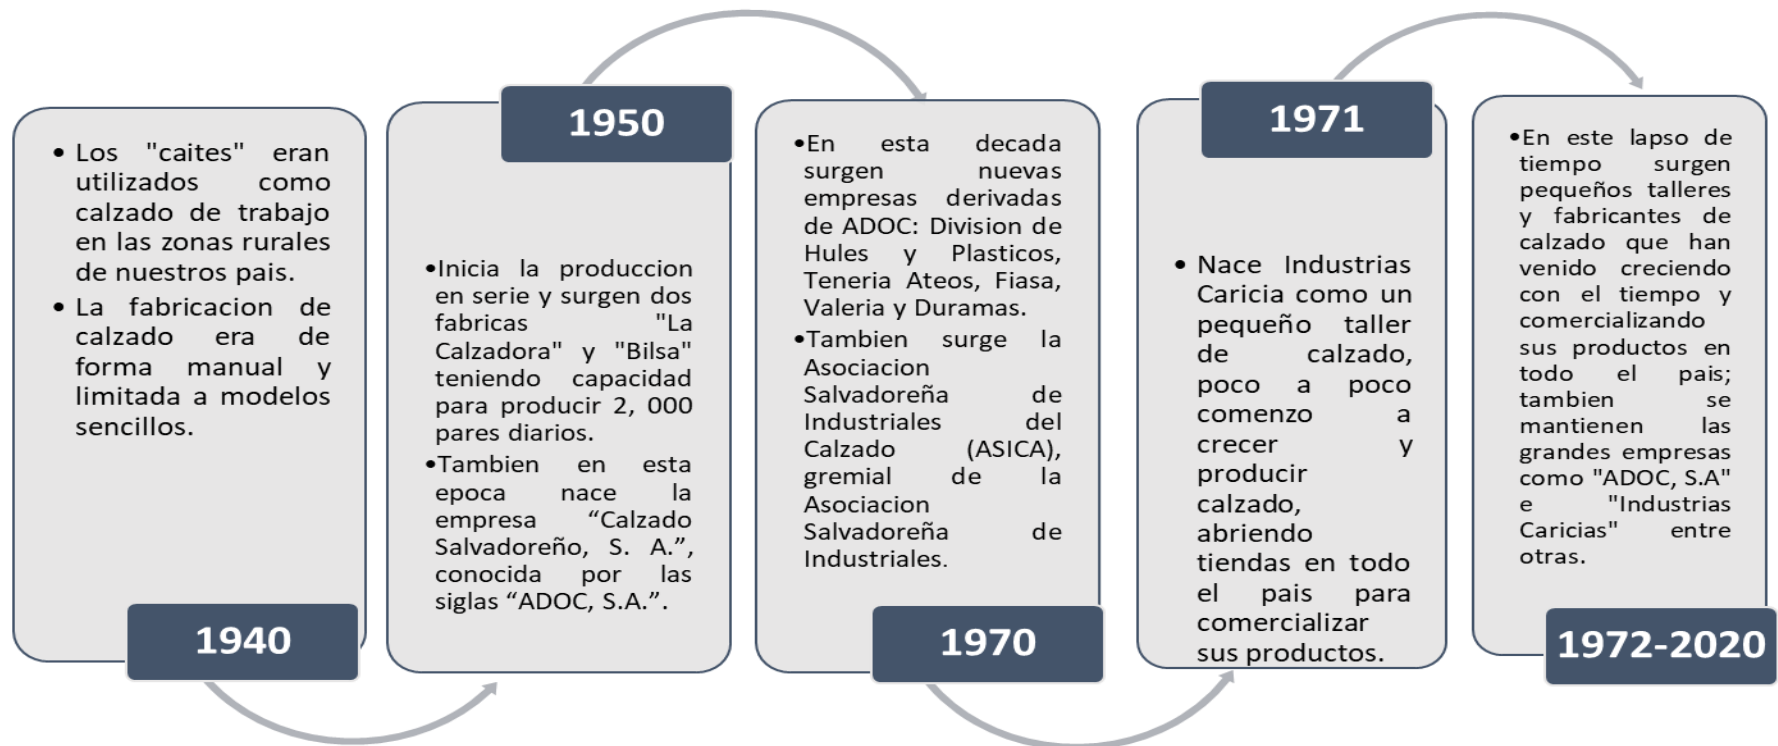 • Los "caites" eran
utilizados como
calzado de trabajo
en las zonas rurales
de nuestros pais.
• La fabricacion de
calzado era de
forma manual y
limitada a modelos
sencillos.
1940
1950
•Inicia la produccion
en serie y surgen dos
fabricas "La
Calzadora" y "Bilsa"
teniendo capacidad
para producir 2, 000
pares diarios.
•Tambien en esta
epoca nace la
empresa “Calzado
Salvadoreño, S. A.”,
conocida por las
siglas “ADOC, S.A.”.
•En esta decada
surgen nuevas
empresas derivadas
de ADOC: Division de
Hules y Plasticos,
Teneria Ateos, Fiasa,
Valeria y Duramas.
•Tambien surge la
Asociacion
Salvadoreña de
Industriales del
Calzado (ASICA),
gremial de la
Asociacion
Salvadoreña de
Industriales.
1970
1971
• Nace Industrias
Caricia como un
pequeño taller
de calzado,
poco a poco
comenzo a
crecer y
producir
calzado,
abriendo
tiendas en todo
el pais para
comercializar
sus productos.
•En este lapso de
tiempo surgen
pequeños talleres
y fabricantes de
calzado que han
venido creciendo
con el tiempo y
comercializando
sus productos en
todo el pais;
tambien se
mantienen las
grandes empresas
como "ADOC, S.A"
e "Industrias
Caricias" entre
otras.
1972-2020